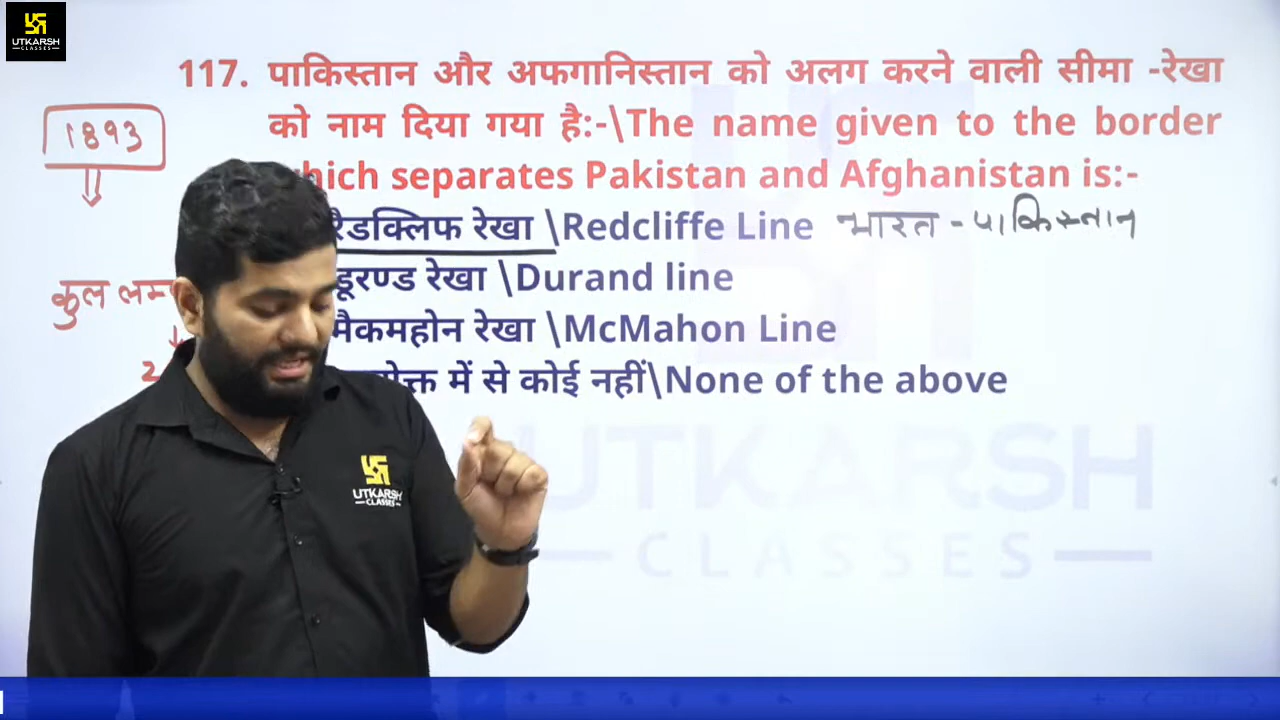 UTKARSH
CLASSES
117. पाकिस्तान और अफगानिस्तान को अलग करने वाली सीमा -रेखा
को नाम दिया गया है:-\The name given to the border
which separates Pakistan and Afghanistan is:-
1893
रैडक्लिफ रेखा \Redcliffe Line भारत - पाकिस्तान
डूरण्ड रेखा \Durand line
कुल
मैकमहोन रेखा \McMahon Line
2
में से कोई नहीं\None of the above
UTKARSH
CLASSES
UTKARSH
CLASSES